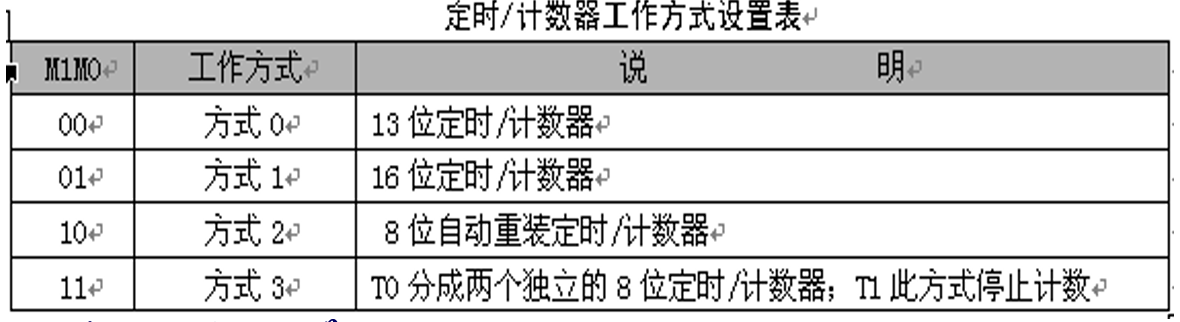 定时/计数器工作方式设置表
M1M0 工作方式 说 明
00 方式 0 13 位定时/计数器
01 方式 1 16 位定时/计数器
10 方式 2 8 位自动重装定时/计数器
11 方式 3 T0 分成两个独立的 8 位定时/计数器；T1 此方式停止计数